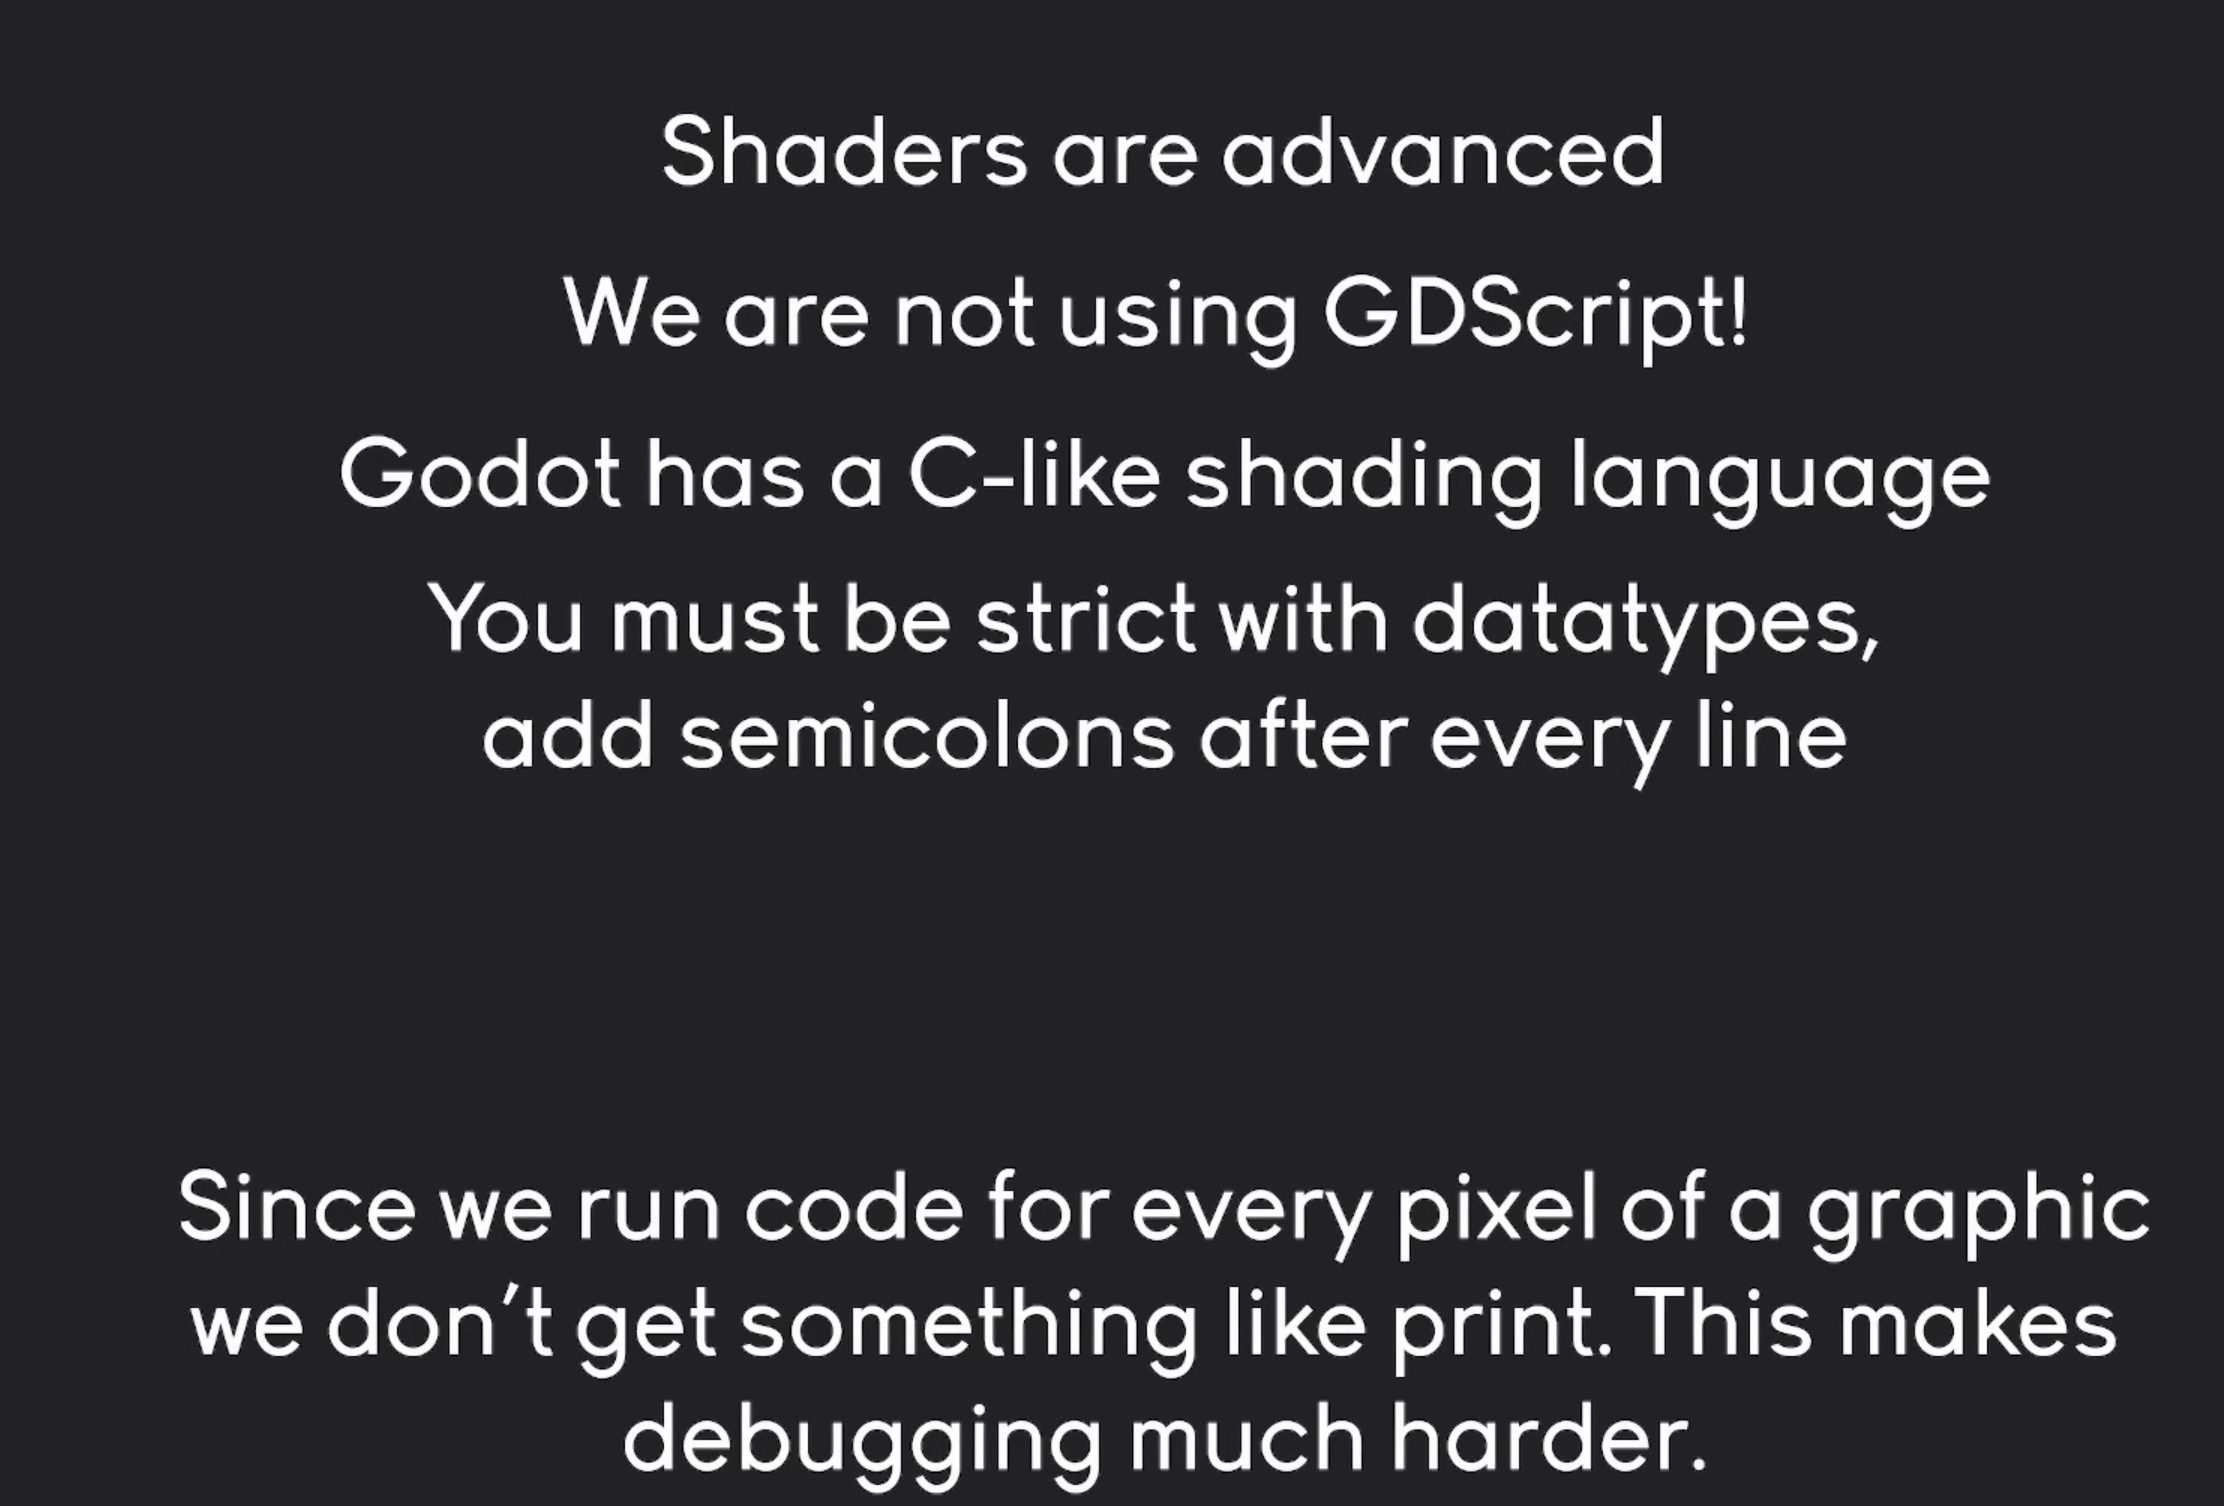 Shaders are advanced
We are not using GDScript!
Godot has a C-like shading language
You must be strict with datatypes,
add semicolons after every line
Since we run code for every pixel of a graphic
we don’t get something like print. This makes
debugging much harder.